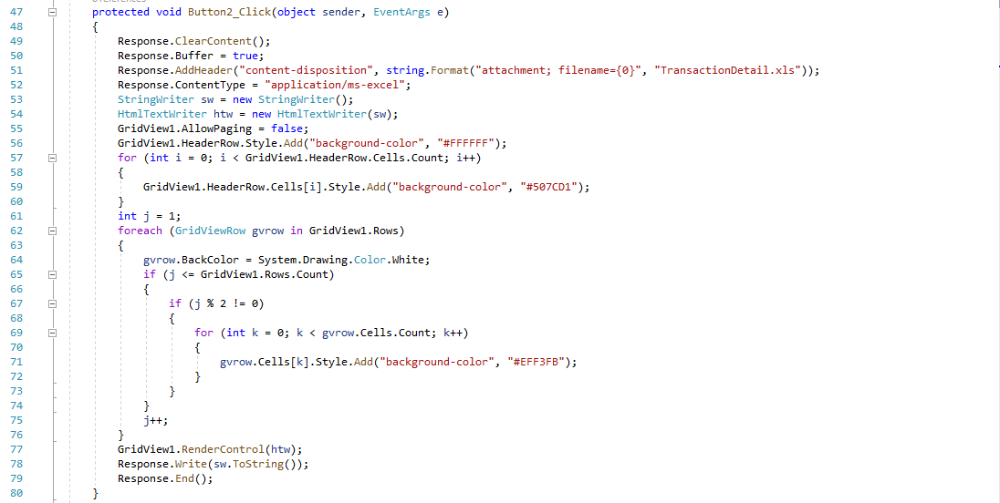 47 protected void Button2_Click(object sender, EventArgs e)
48 {
49 Response.ClearContent();
50 Response.Buffer = true;
51 Response.AddHeader("content-disposition", string.Format("attachment; filename={0}", "TransactionDetail.xls"));
52 Response.ContentType = "application/ms-excel";
53 StringWriter sw = new StringWriter();
54 HtmlTextWriter htw = new HtmlTextWriter(sw);
55 GridView1.AllowPaging = false;
56 GridView1.HeaderRow.Style.Add("background-color", "#FFFFFF");
57 for (int i = 0; i < GridView1.HeaderRow.Cells.Count; i++)
58 {
59 GridView1.HeaderRow.Cells[i].Style.Add("background-color", "#507CD1");
60 }
61 int j = 1;
62 foreach (GridViewRow gvrow in GridView1.Rows)
63 {
64 gvrow.BackColor = System.Drawing.Color.White;
65 if (j <= GridView1.Rows.Count)
66 {
67 if (j % 2 != 0)
68 {
69 for (int k = 0; k < gvrow.Cells.Count; k++)
70 {
71 gvrow.Cells[k].Style.Add("background-color", "#EFF3FB");
72 }
73 }
74 }
75 j++;
76 }
77 GridView1.RenderControl(htw);
78 Response.Write(sw.ToString());
79 Response.End();
80 }